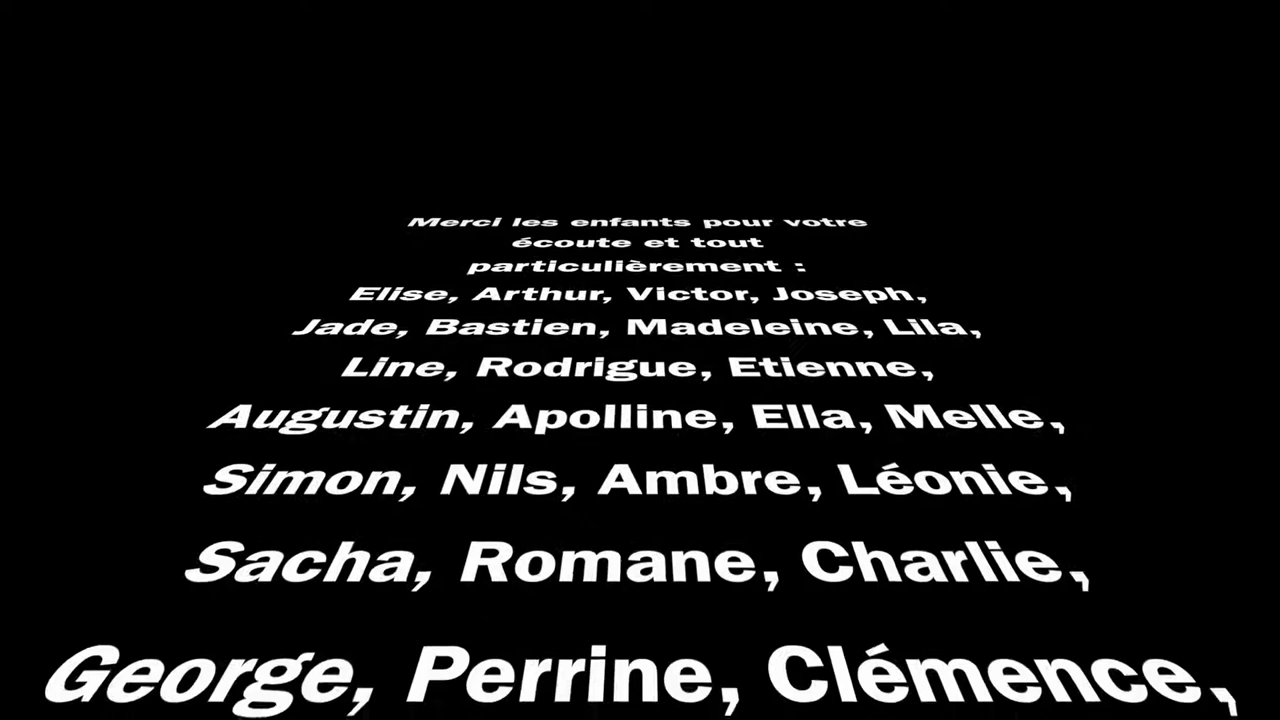 Merci les enfants pour votre
écoute et tout
particulièrement :
Elise, Arthur, Victor, Joseph,
Jade, Bastien, Madeleine, Lila,
Line, Rodrigue, Etienne,
Augustin, Apolline, Ella, Melle,
Simon, Nils, Ambre, Léonie,
Sacha, Romane, Charlie,
George, Perrine, Clémence,